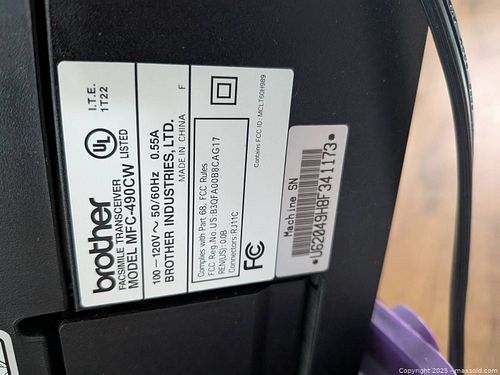 brother
FACSIMILE TRANSCEIVER
MODEL MFC-490CW
UL
LISTED
I.T.E.
1T22
100-120V~ 50/60Hz 0.55A
BROTHER INDUSTRIES, LTD.
MADE IN CHINA
F
Complies with Part 68, FCC Rules
FCC Reg.No.US:B3QFA00B8CAG17
REN(US):0.0B
Connectors:RJ11C
FC
Contains FCC ID: MCLT60H989
Machine SN
*U62049H8F341173*
Copyright 2025 - maxsold.com